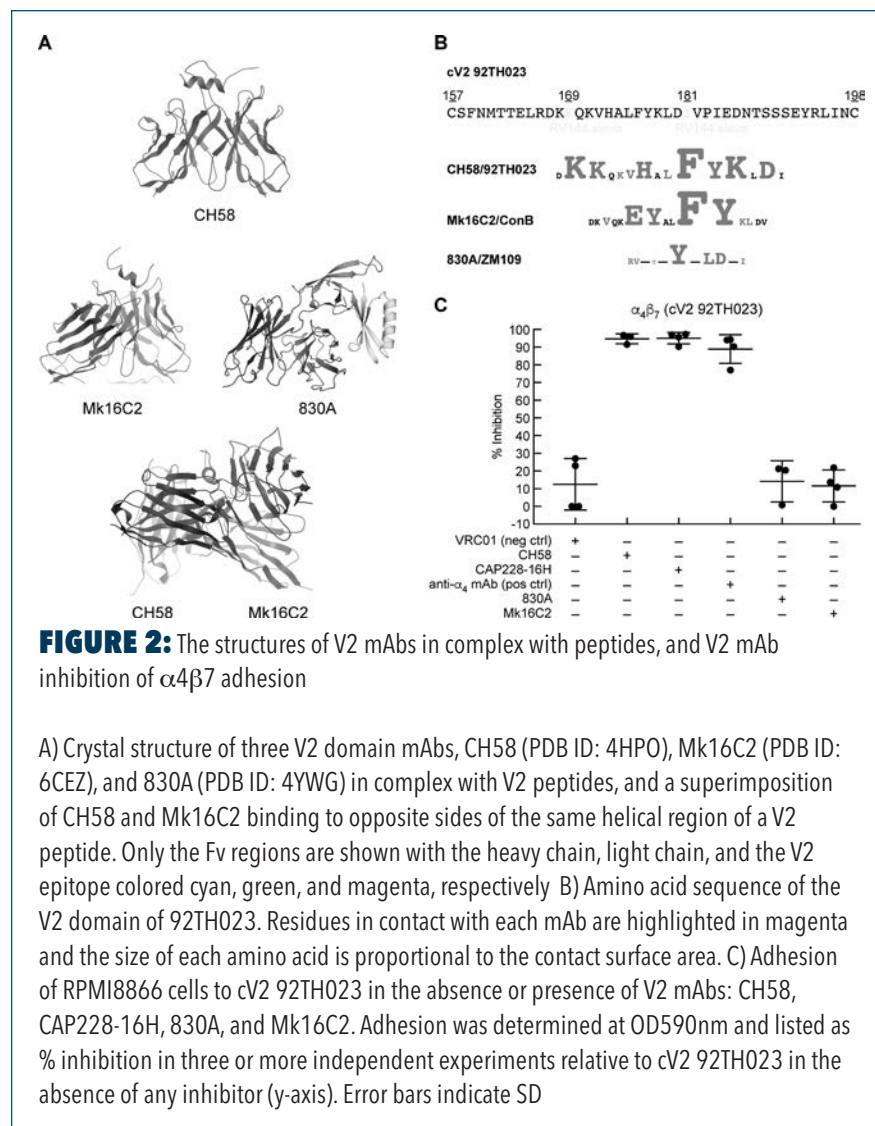 A
CH58
Mk16C2
830A
CH58
Mk16C2
B
cV2 92TH023
157 169 181 198
CSFNMTTELRDK QKVHALFYKLD VPIEDNTSSSEYRLINC
RV144 sieve RV144 sieve
CH58/92TH023 DKKQKVHALFYKLDI
Mk16C2/ConB DKVQKEYALFYKLDV
830A/ZM109 RV–I–Y–LD–I
C
α4β7 (cV2 92TH023)
% Inhibition
100
90
80
70
60
50
40
30
20
10
0
-10
VRC01 (neg ctrl) + – – – – –
CH58 – + – – – –
CAP228-16H – – + – – –
anti-α4 mAb (pos ctrl) – – – + – –
830A – – – – + –
Mk16C2 – – – – – +
FIGURE 2: The structures of V2 mAbs in complex with peptides, and V2 mAb
inhibition of α4β7 adhesion
A) Crystal structure of three V2 domain mAbs, CH58 (PDB ID: 4HPO), Mk16C2 (PDB ID:
6CEZ), and 830A (PDB ID: 4YWG) in complex with V2 peptides, and a superimposition
of CH58 and Mk16C2 binding to opposite sides of the same helical region of a V2
peptide. Only the Fv regions are shown with the heavy chain, light chain, and the V2
epitope colored cyan, green, and magenta, respectively B) Amino acid sequence of the
V2 domain of 92TH023. Residues in contact with each mAb are highlighted in magenta
and the size of each amino acid is proportional to the contact surface area. C) Adhesion
of RPMI8866 cells to cV2 92TH023 in the absence or presence of V2 mAbs: CH58,
CAP228-16H, 830A, and Mk16C2. Adhesion was determined at OD590nm and listed as
% inhibition in three or more independent experiments relative to cV2 92TH023 in the
absence of any inhibitor (y-axis). Error bars indicate SD